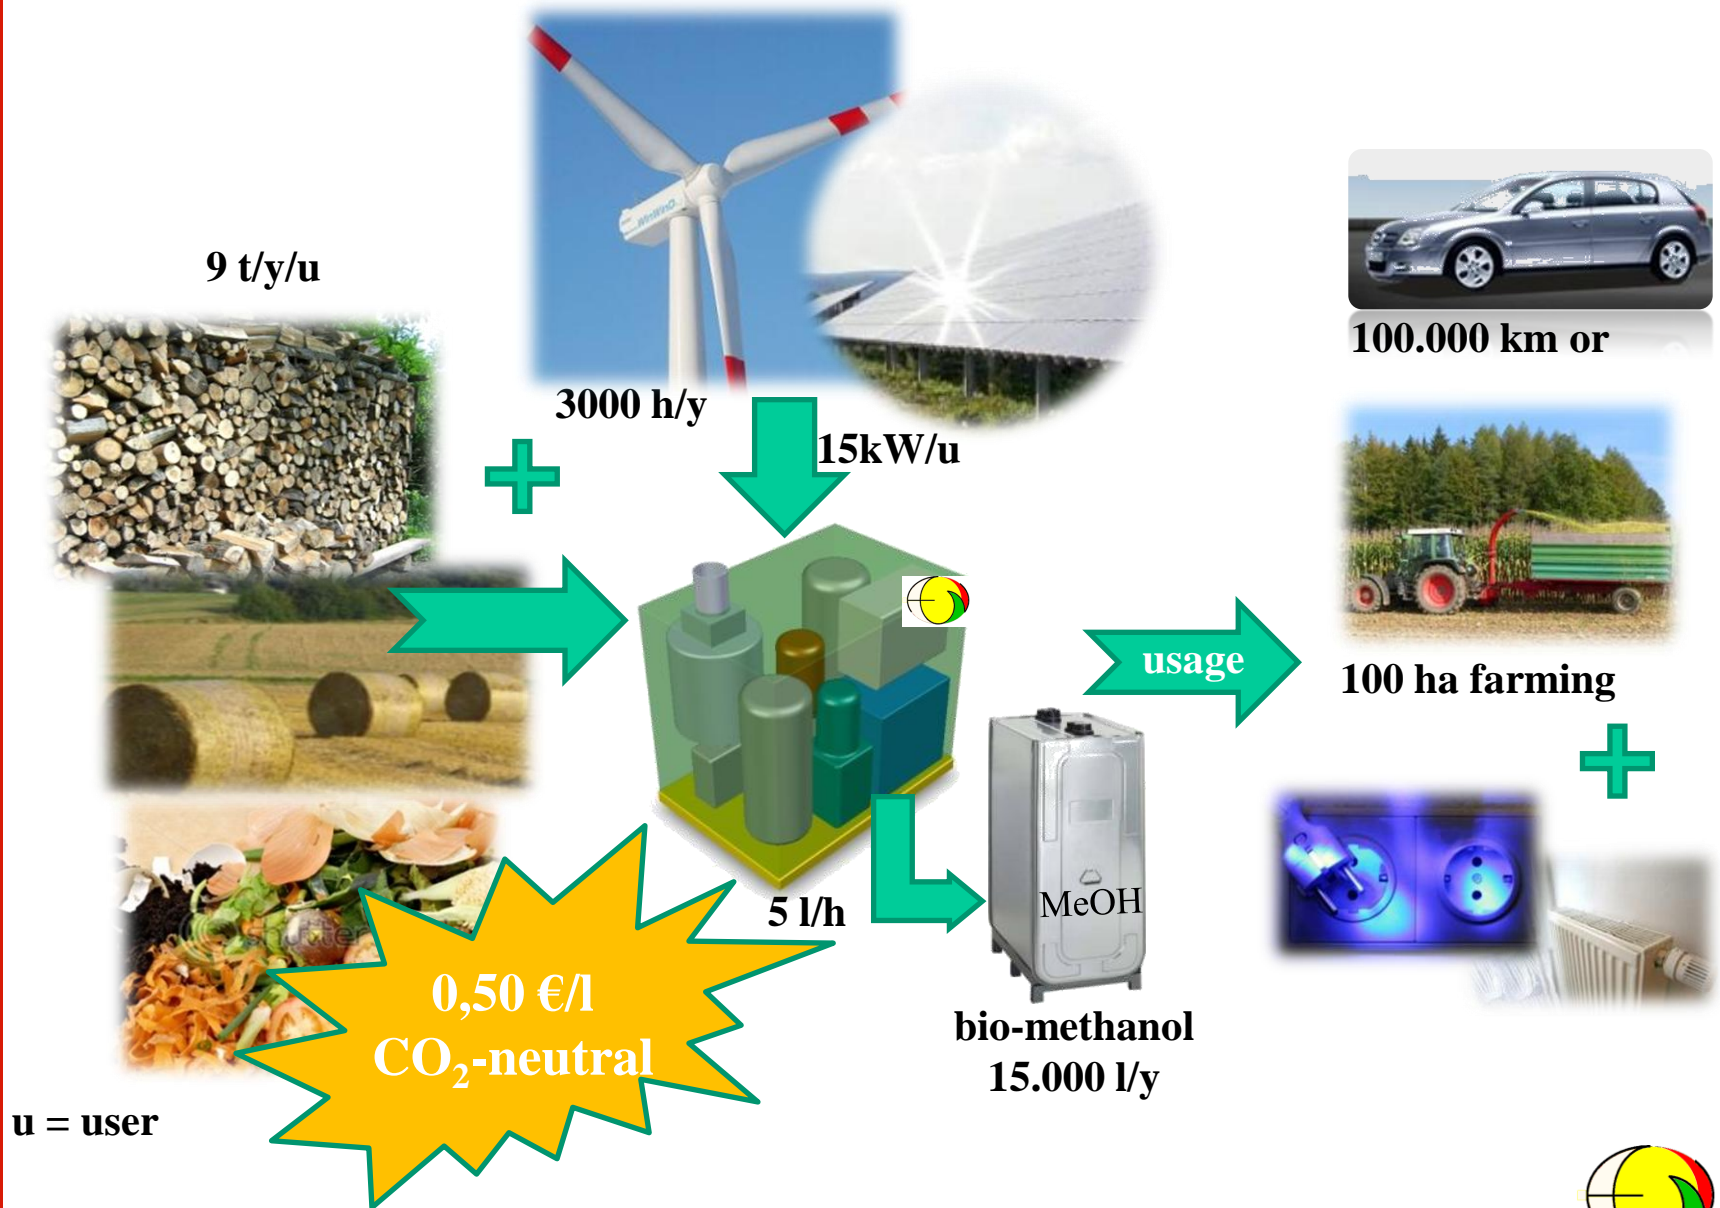 9 t/y/u
3000 h/y
15kW/u
WinWinD
100.000 km or
usage
100 ha farming
MeOH
5 l/h
0,50 €/l
CO₂-neutral
bio-methanol
15.000 l/y
u = user